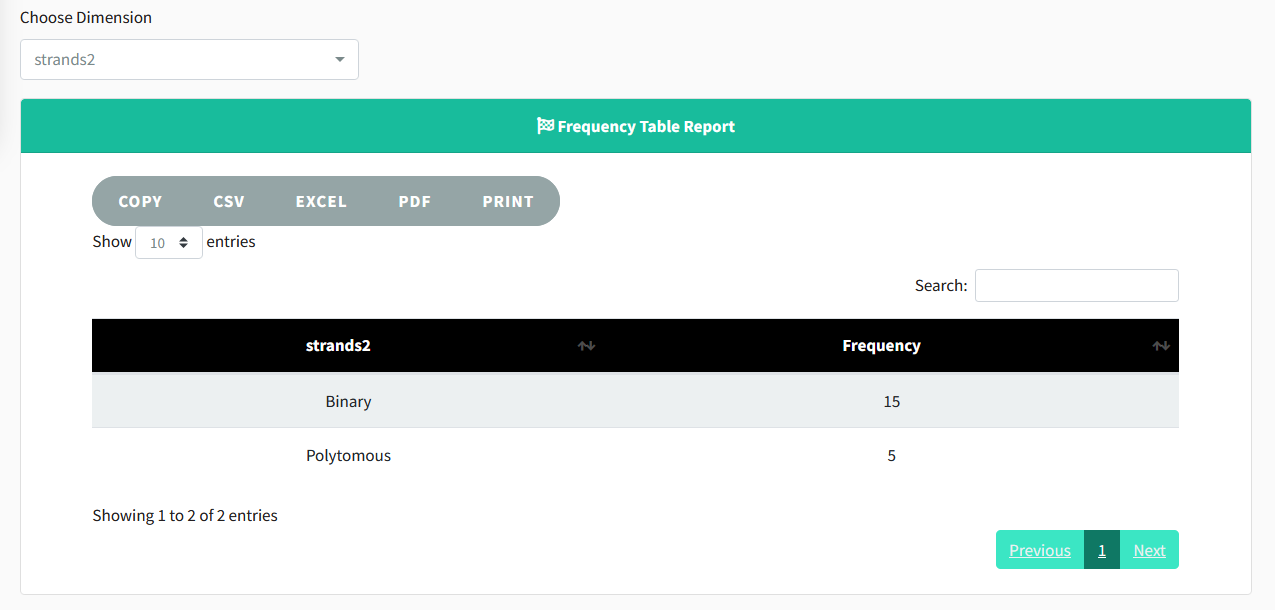 Choose Dimension
strands2
Frequency Table Report
COPY CSV EXCEL PDF PRINT
Show 10 entries
Search:
strands2 Frequency
Binary 15
Polytomous 5
Showing 1 to 2 of 2 entries
Previous 1 Next